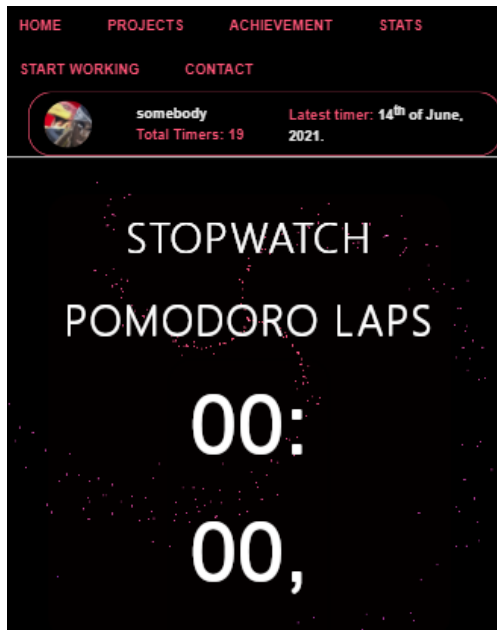 HOME PROJECTS ACHIEVEMENT STATS
START WORKING CONTACT
somebody
Total Timers: 19
Latest timer: 14th of June,
2021.
STOPWATCH
POMODORO LAPS
00:
00,